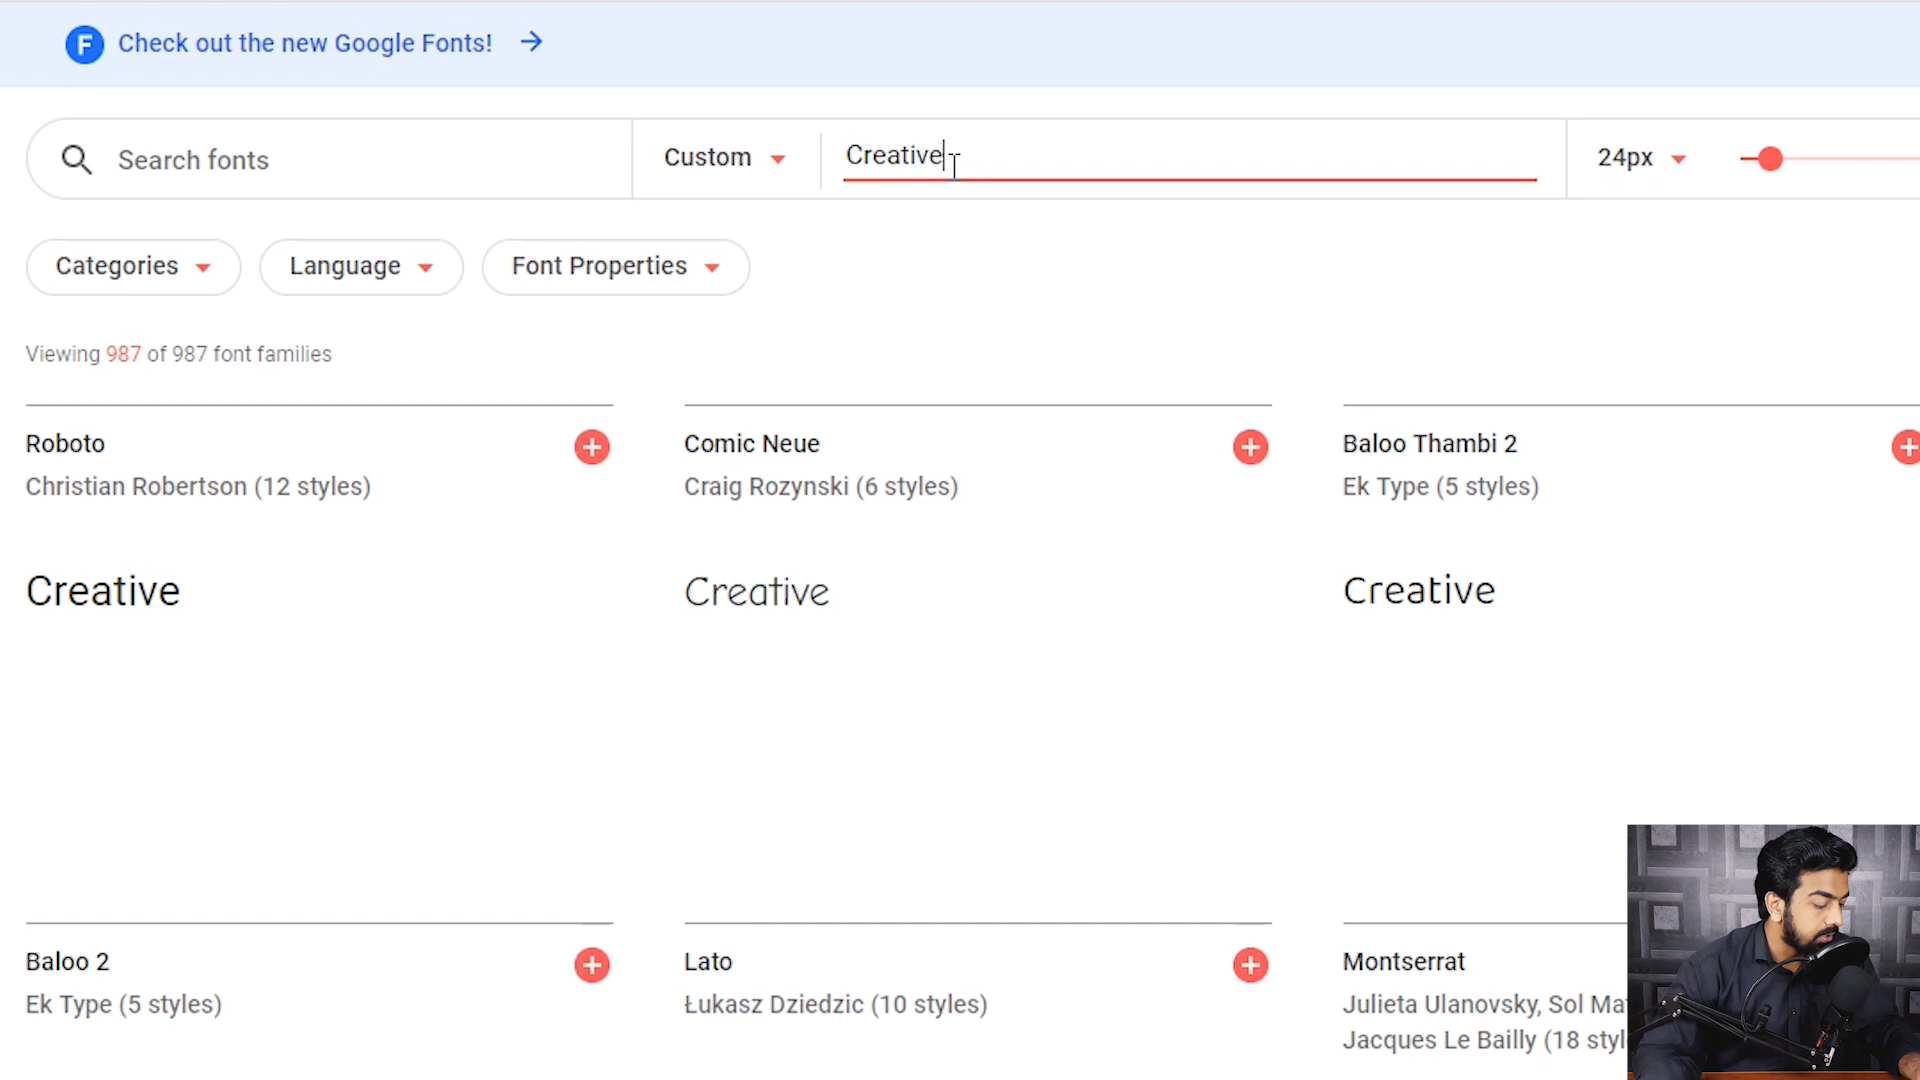 F Check out the new Google Fonts!
Search fonts Custom Creative 24px
Categories Language Font Properties
Viewing 987 of 987 font families
Roboto
Christian Robertson (12 styles)
Creative
Comic Neue
Craig Rozynski (6 styles)
Creative
Baloo Thambi 2
Ek Type (5 styles)
Creative
Baloo 2
Ek Type (5 styles)
Lato
Łukasz Dziedzic (10 styles)
Montserrat
Julieta Ulanovsky, Sol
Jacques Le Bailly (18